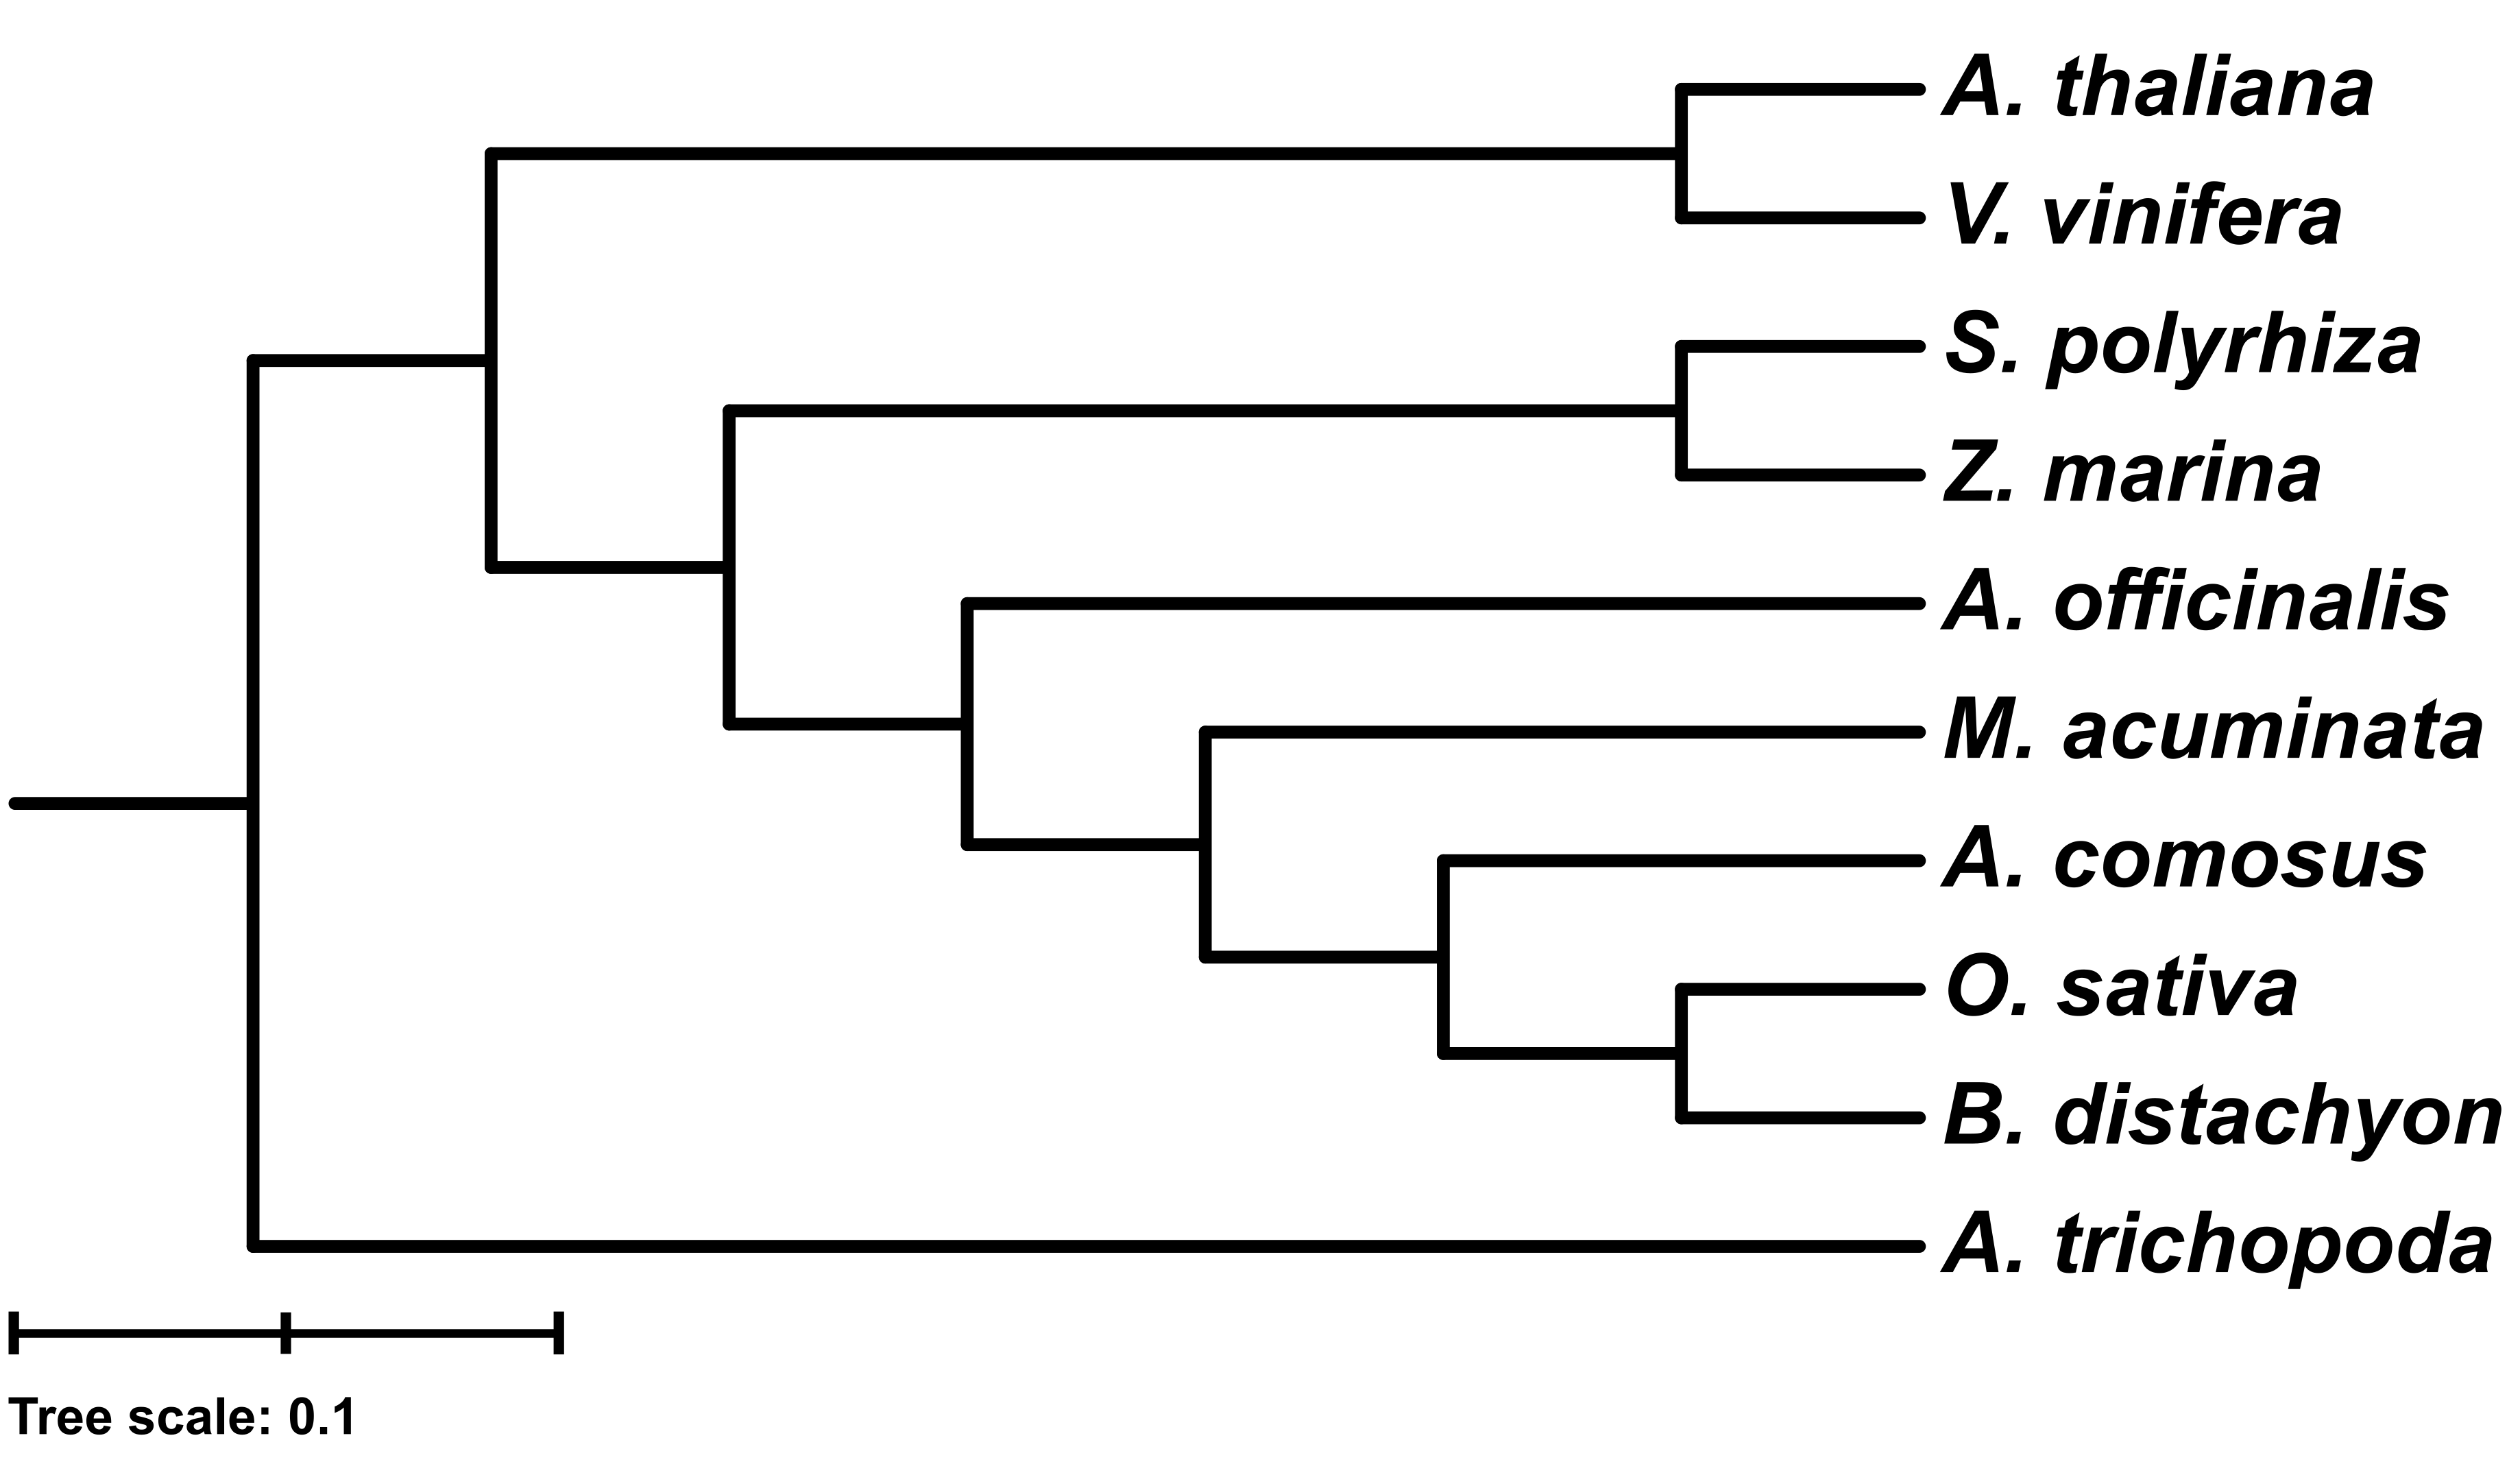 A. thaliana
V. vinifera
S. polyrhiza
Z. marina
A. officinalis
M. acuminata
A. comosus
O. sativa
B. distachyon
A. trichopoda
Tree scale: 0.1